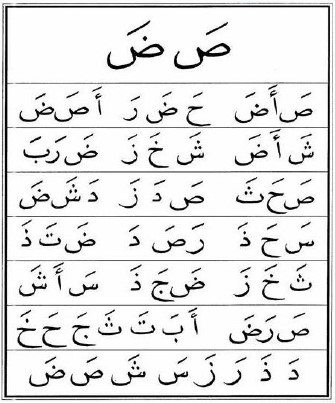 صَ ضَ
صَ أَ ضَ حَ ضَ رَ أَ صَ ضَ
شَ أَ ضَ شَ خَ زَ ضَ رَ بَ
صَ حَ ثَ صَ دَ زَ دَ شَ ضَ
سَ حَ ذَ رَ صَ دَ ضَ تَ ذَ
ثَ خَ زَ ضَ جَ ذَ سَ أَ شَ
صَ رَ ضَ أَ بَ تَ ثَ جَ حَ خَ
دَ ذَ رَ زَ سَ شَ صَ ضَ